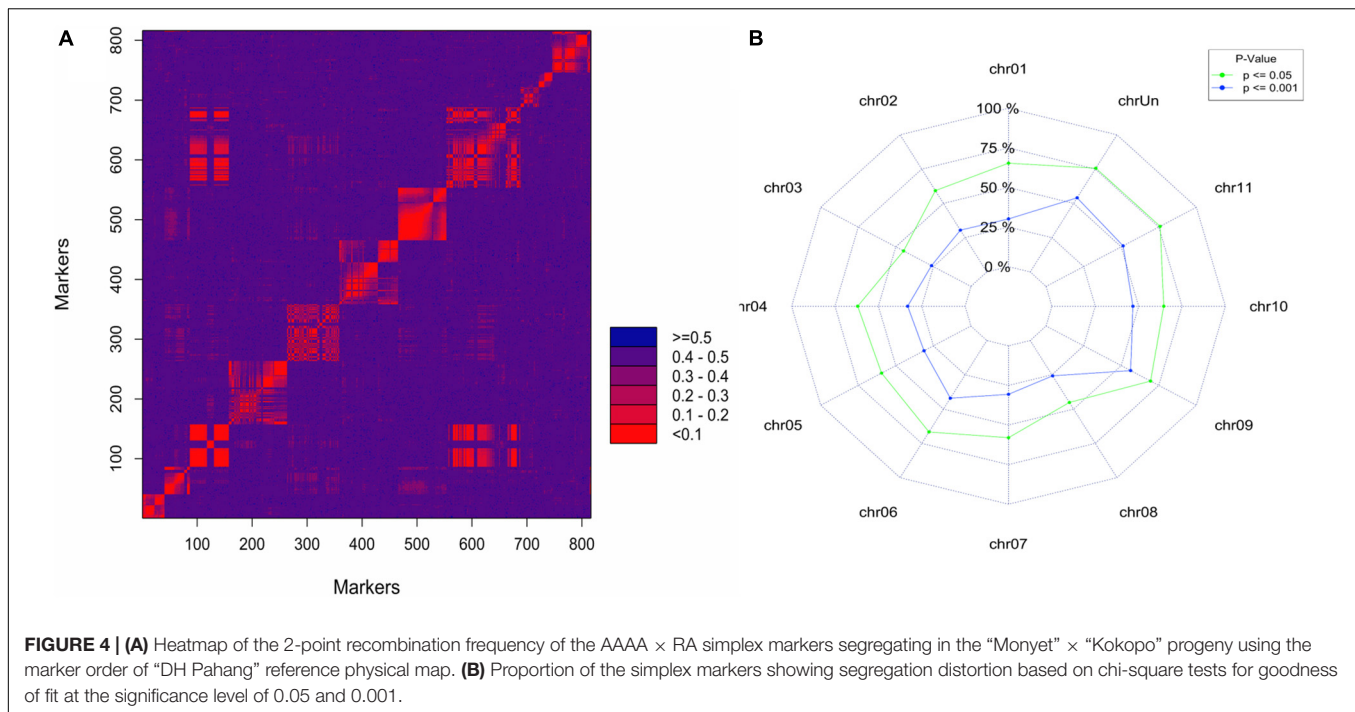 A
800
700
600
500
400
300
200
100
Markers
100 200 300 400 500 600 700 800
Markers
>=0.5
0.4 - 0.5
0.3 - 0.4
0.2 - 0.3
0.1 - 0.2
<0.1
B
P-Value
p <= 0.05
p <= 0.001
chr01
chr02
chrUn
100 %
75 %
50 %
25 %
0 %
chr03
chr11
hr04
chr10
chr05
chr09
chr06
chr08
chr07
FIGURE 4 | (A) Heatmap of the 2-point recombination frequency of the AAAA × RA simplex markers segregating in the “Monyet” × “Kokopo” progeny using the
marker order of “DH Pahang” reference physical map. (B) Proportion of the simplex markers showing segregation distortion based on chi-square tests for goodness
of fit at the significance level of 0.05 and 0.001.